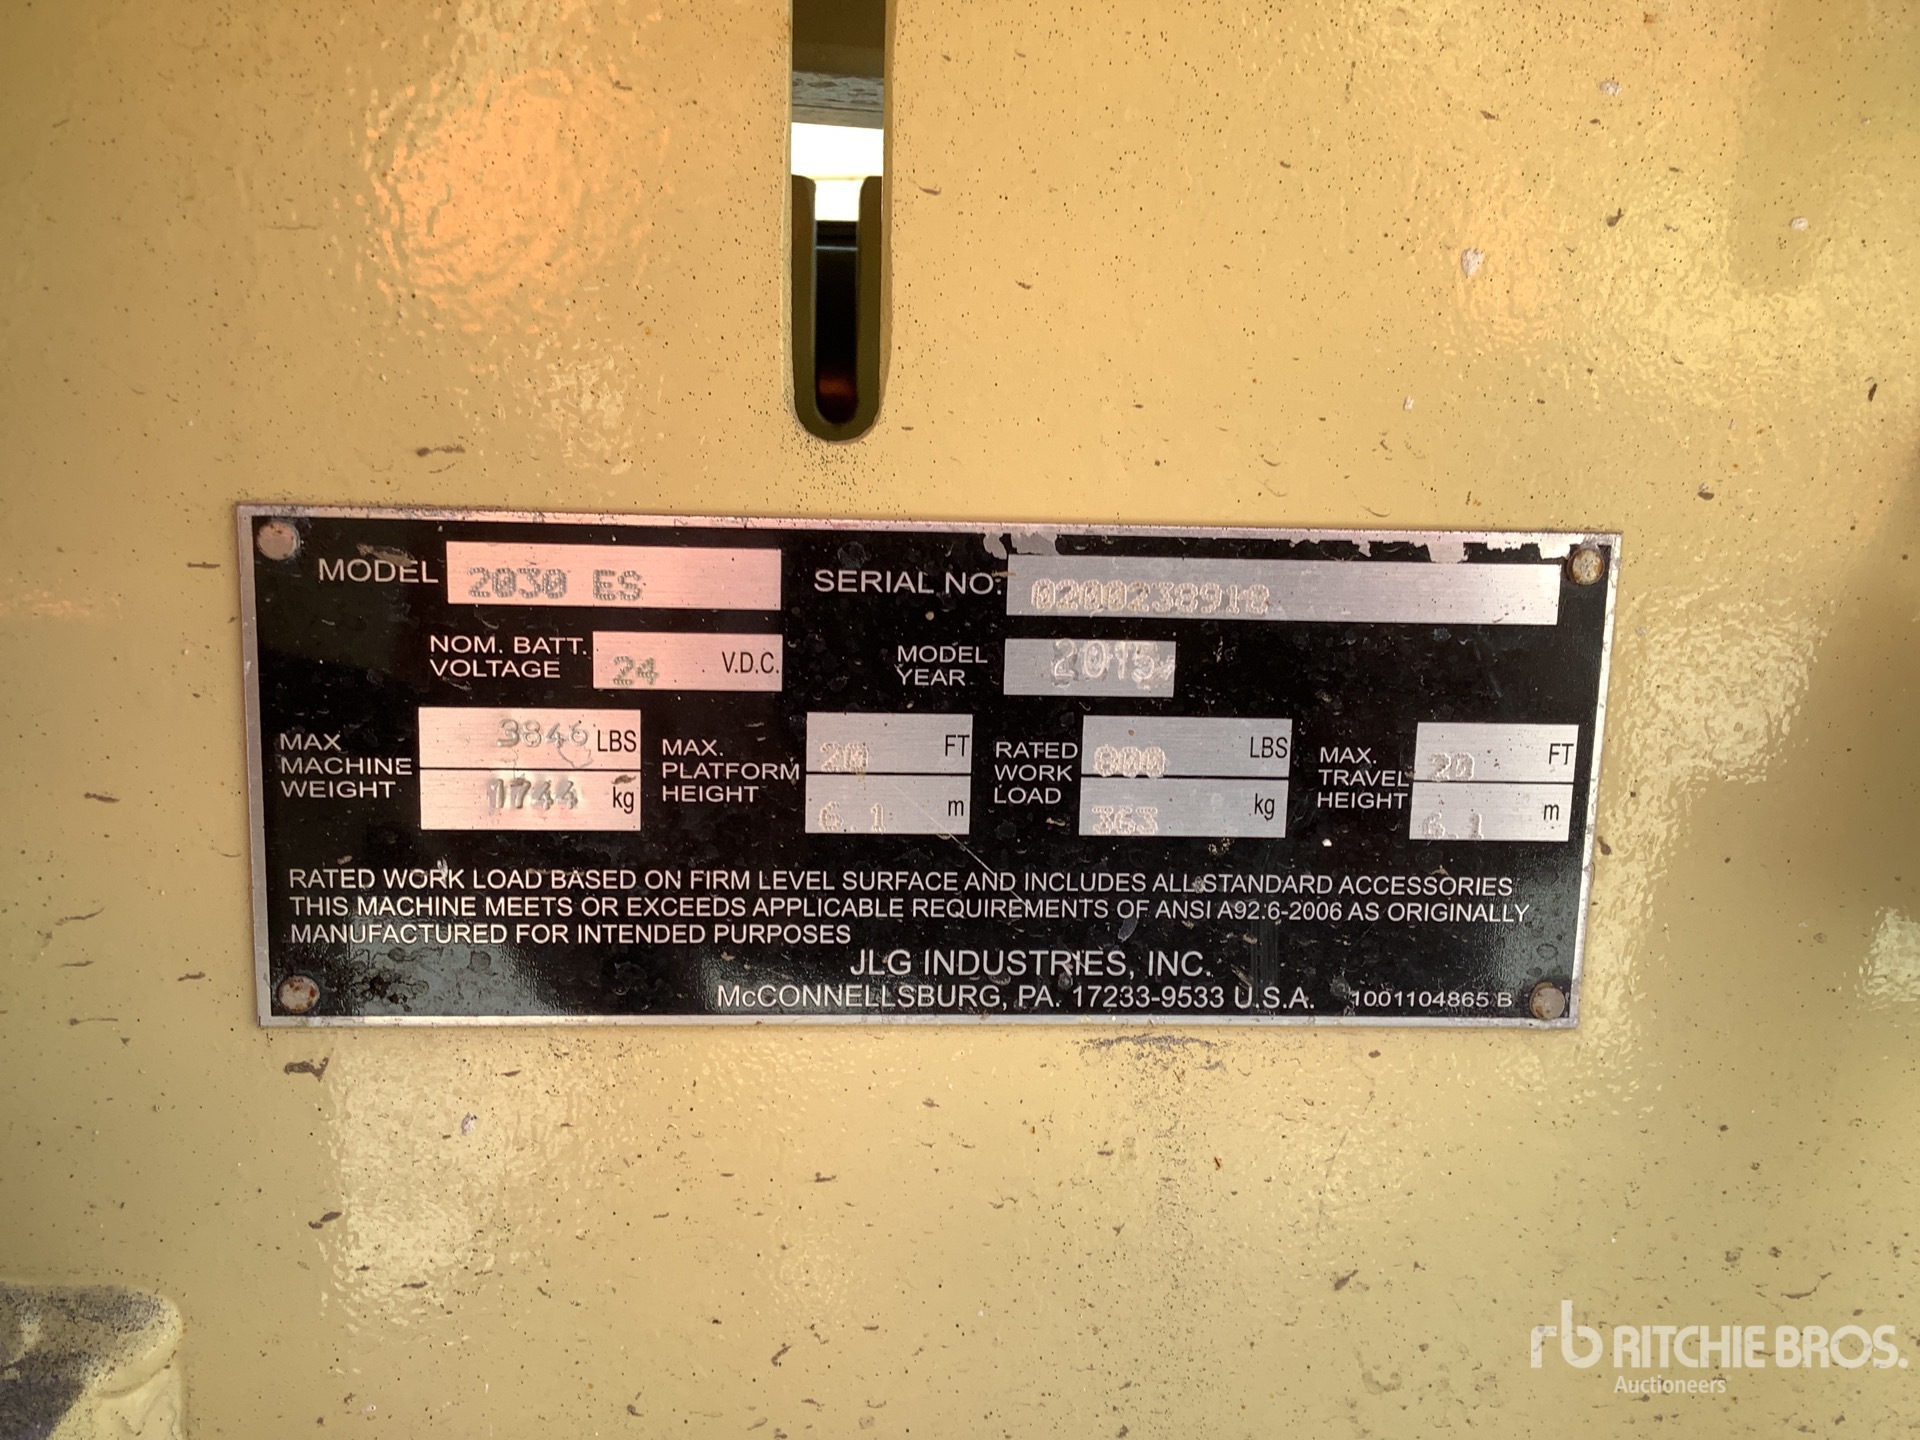 MODEL 2030 ES SERIAL NO: 0200238918
NOM. BATT. VOLTAGE 24 V.D.C. MODEL YEAR 2015
MAX MACHINE WEIGHT 3846 LBS 1744 kg
MAX. PLATFORM HEIGHT 20 FT 6.1 m
RATED WORK LOAD 800 LBS 363 kg
MAX. TRAVEL HEIGHT 20 FT 6.1 m
RATED WORK LOAD BASED ON FIRM LEVEL SURFACE AND INCLUDES ALL STANDARD ACCESSORIES
THIS MACHINE MEETS OR EXCEEDS APPLICABLE REQUIREMENTS OF ANSI A92.6-2006 AS ORIGINALLY
MANUFACTURED FOR INTENDED PURPOSES
JLG INDUSTRIES, INC.
McCONNELLSBURG, PA. 17233-9533 U.S.A. 1001104865 B
rb RITCHIE BROS.
Auctioneers